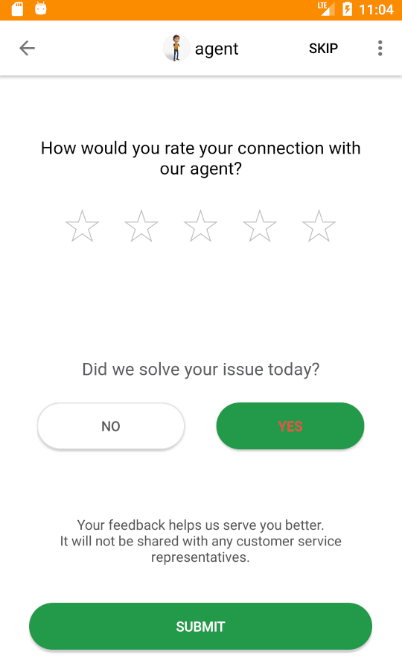 LTE 11:04
agent SKIP
How would you rate your connection with
our agent?
Did we solve your issue today?
NO YES
Your feedback helps us serve you better.
It will not be shared with any customer service
representatives.
SUBMIT